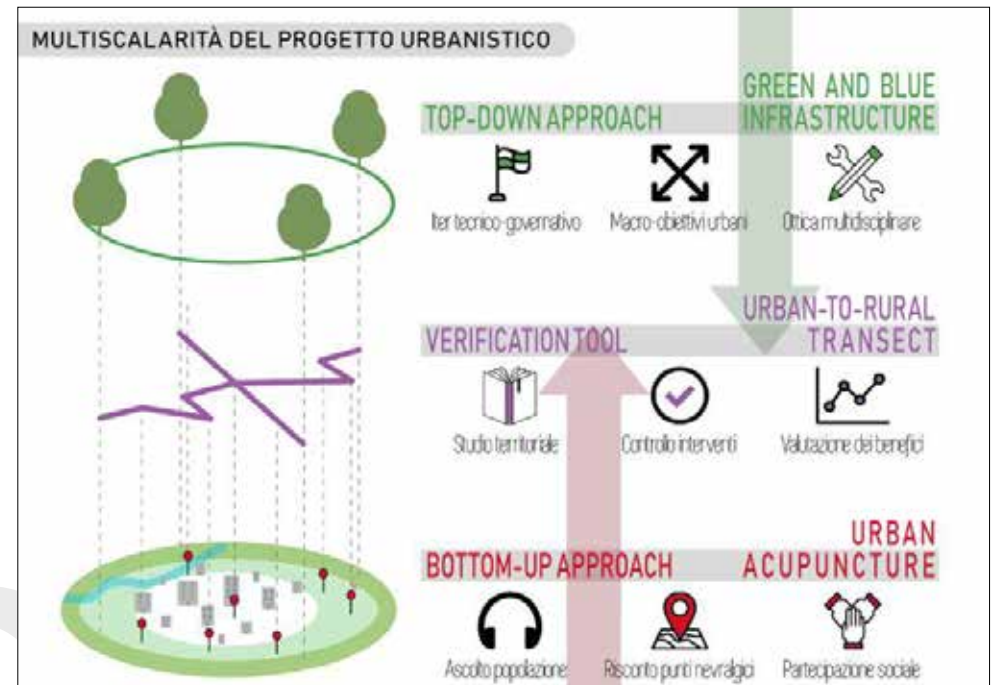 MULTISCALARITÀ DEL PROGETTO URBANISTICO
TOP-DOWN APPROACH
GREEN AND BLUE
INFRASTRUCTURE
Iter tecnico-governativo
Macro-obiettivi urbani
Ottica multidisciplinare
VERIFICATION TOOL
URBAN-TO-RURAL
TRANSECT
Studio territoriale
Controllo interventi
Valutazione dei benefici
BOTTOM-UP APPROACH
URBAN
ACUPUNCTURE
Ascolto popolazione
Riscontro punti nevralgici
Partecipazione sociale